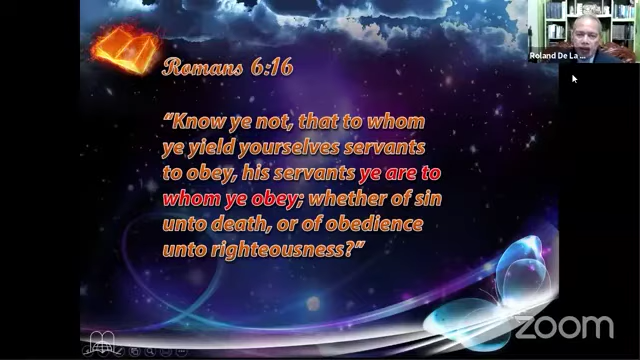 Romans 6:16
“Know ye not, that to whom
ye yield yourselves servants
to obey, his servants ye are to
whom ye obey; whether of sin
unto death, or of obedience
unto righteousness?”
Roland De La ...
zoom